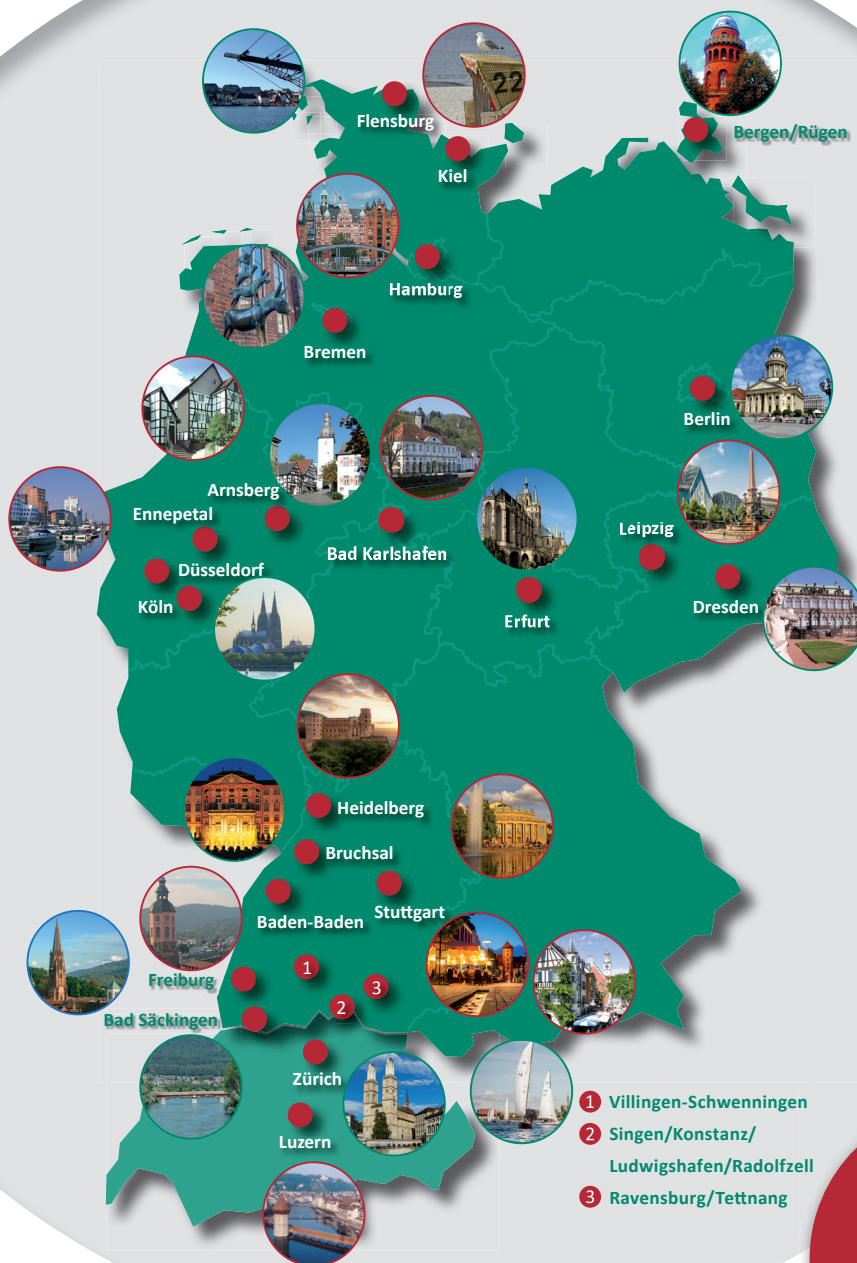 22
Flensburg
Bergen/Rügen
Kiel
Hamburg
Bremen
Berlin
Arnsberg
Ennepetal
Bad Karlshafen
Leipzig
Düsseldorf
Köln
Erfurt
Dresden
Heidelberg
Bruchsal
Stuttgart
Baden-Baden
1
Freiburg
3
2
Bad Säckingen
Zürich
Luzern
1 Villingen-Schwenningen
2 Singen/Konstanz/
Ludwigshafen/Radolfzell
3 Ravensburg/Tettnang